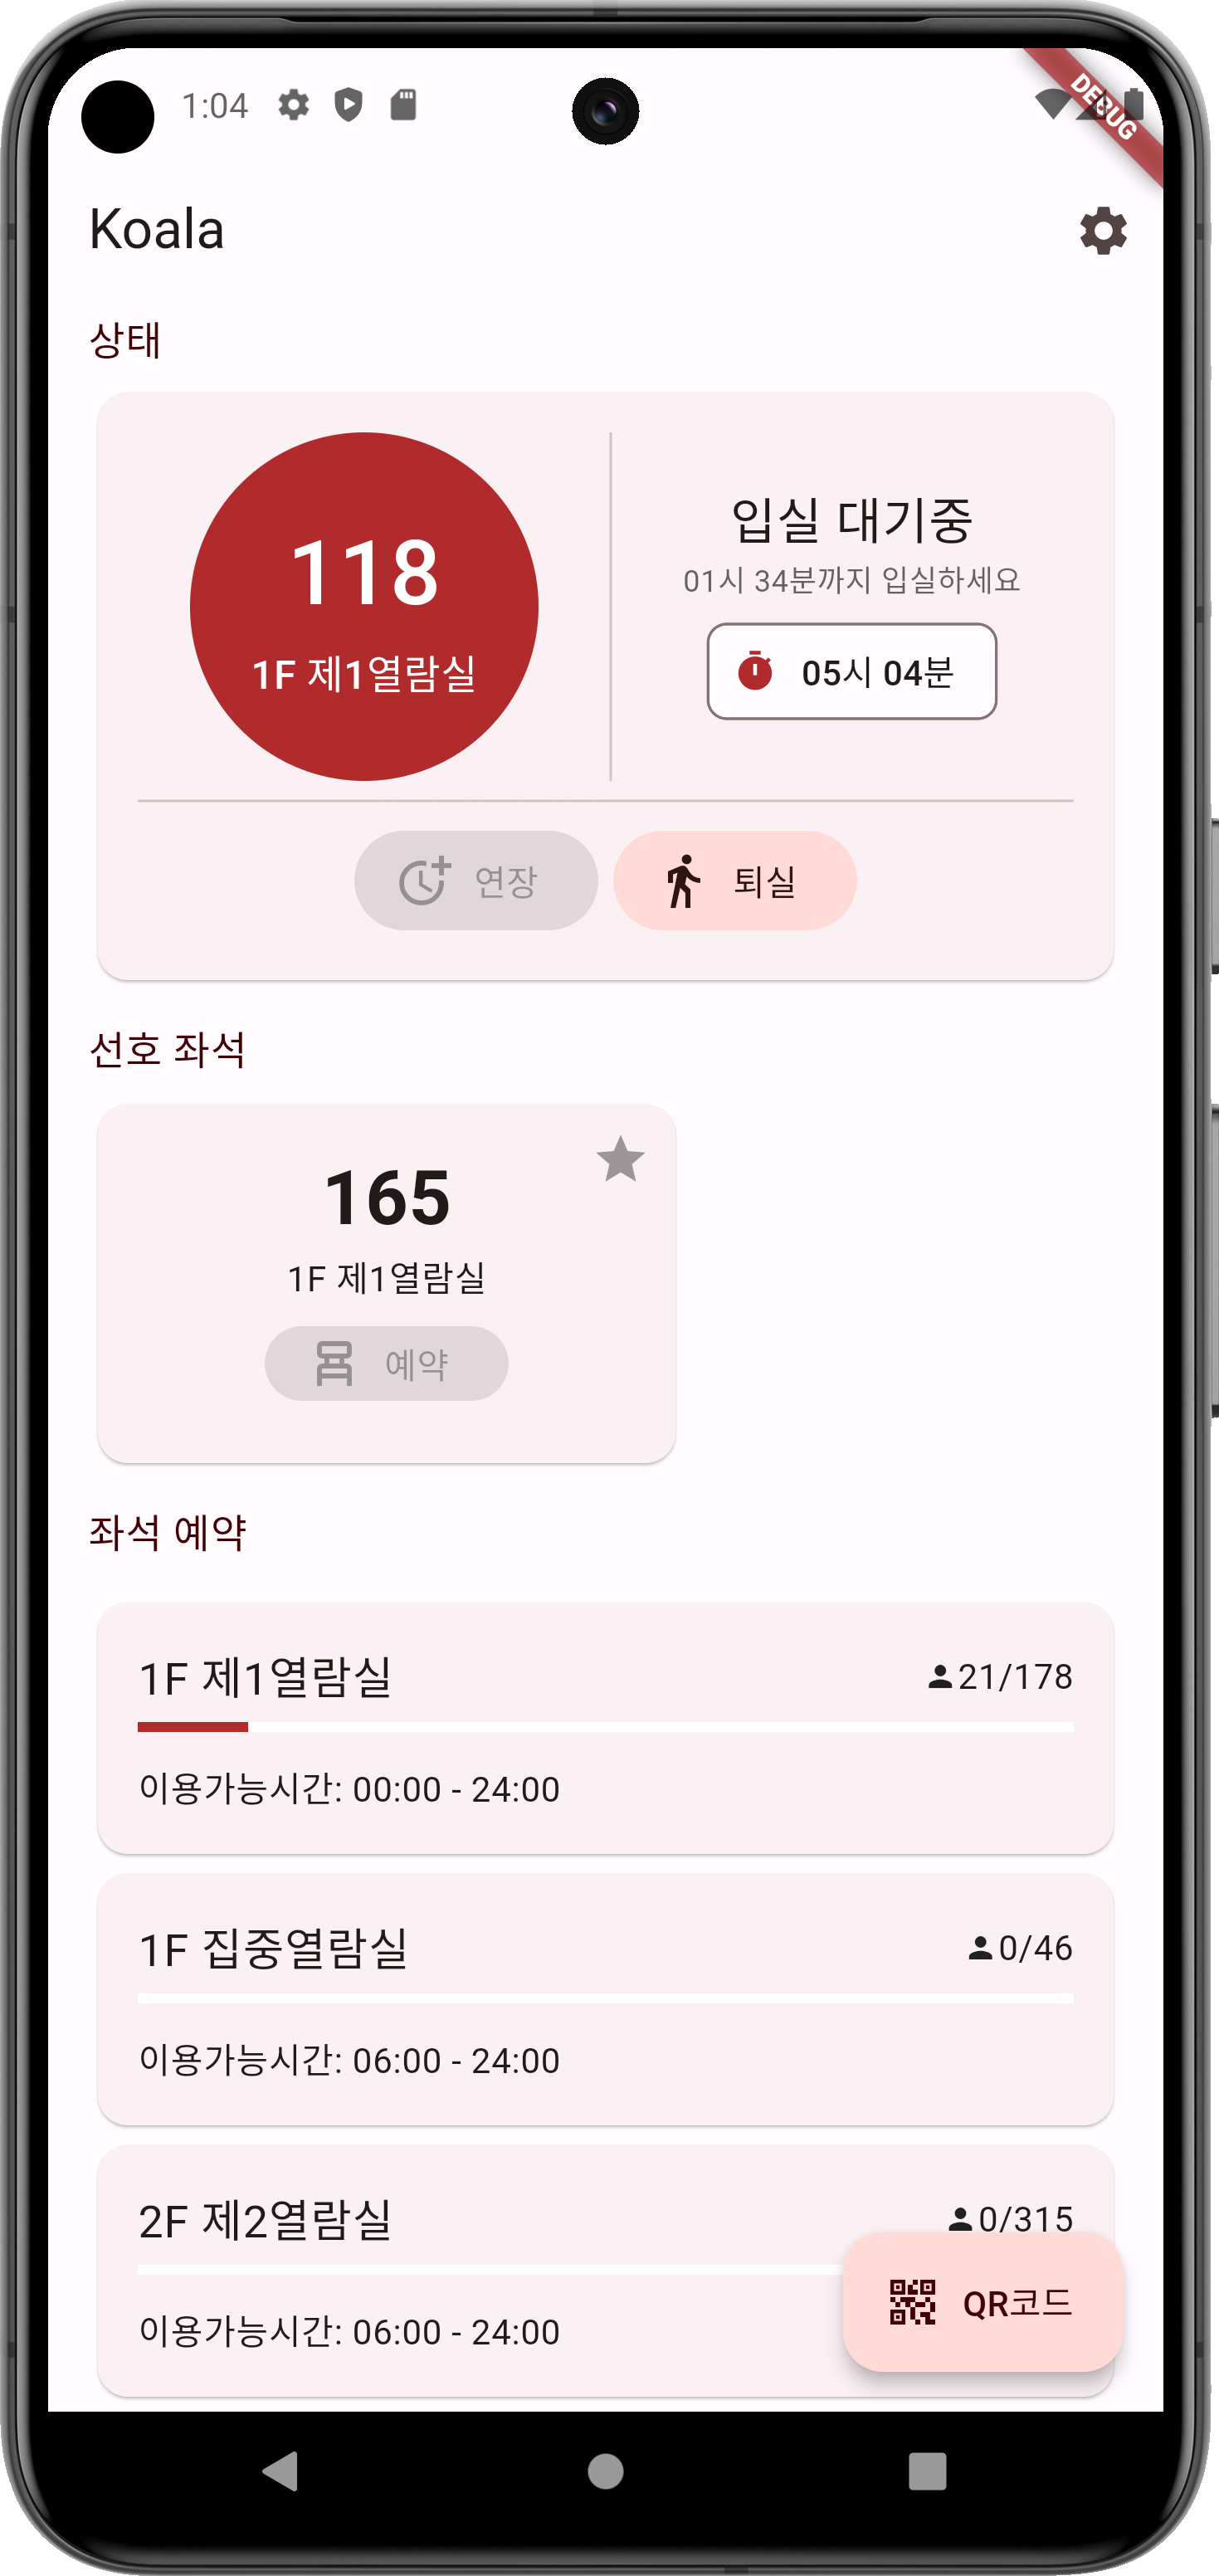 1:04
DEBUG
Koala
상태
118
1F 제1열람실
입실 대기중
01시 34분까지 입실하세요
05시 04분
연장
퇴실
선호 좌석
165
1F 제1열람실
예약
좌석 예약
1F 제1열람실
21/178
이용가능시간: 00:00 - 24:00
1F 집중열람실
0/46
이용가능시간: 06:00 - 24:00
2F 제2열람실
0/315
이용가능시간: 06:00 - 24:00
QR코드